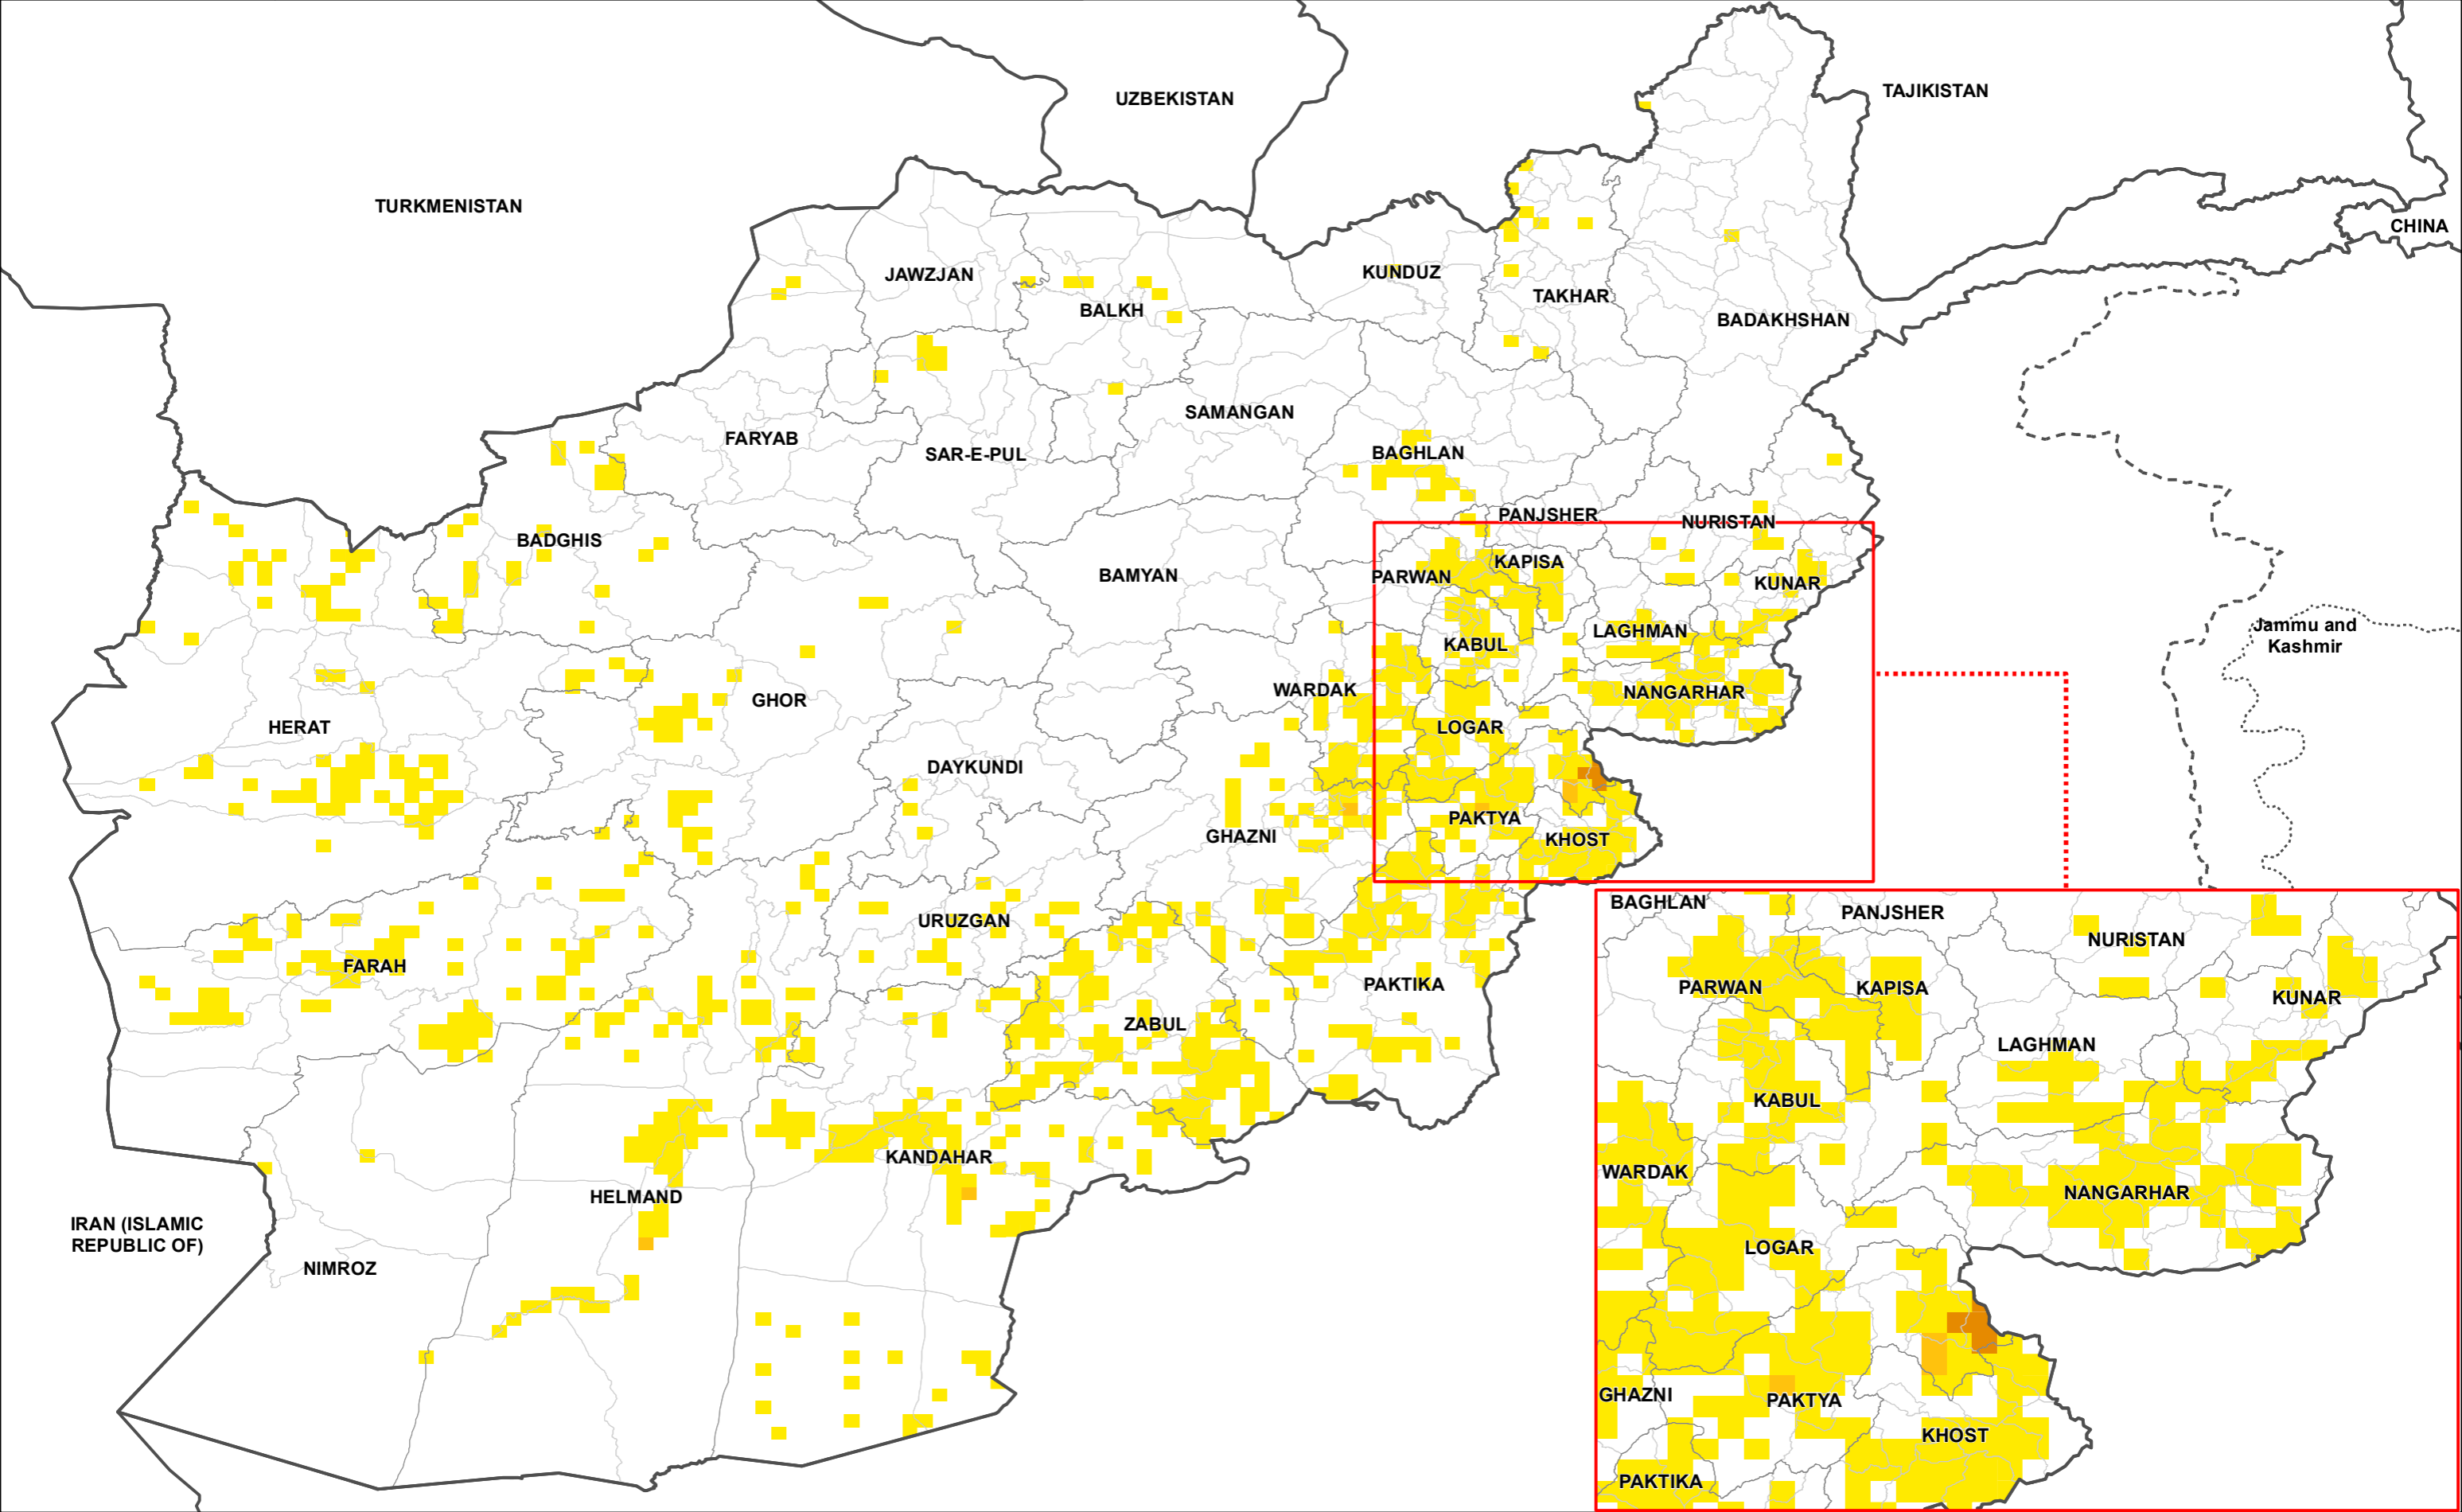 UZBEKISTAN
TAJIKISTAN
TURKMENISTAN
CHINA
JAWZJAN
KUNDUZ
BALKH
TAKHAR
BADAKHSHAN
SAMANGAN
FARYAB
SAR-E-PUL
BAGHLAN
PANJSHER
NURISTAN
BADGHIS
KAPISA
BAMYAN
PARWAN
KUNAR
LAGHMAN
Jammu and
Kashmir
KABUL
WARDAK
NANGARHAR
GHOR
HERAT
LOGAR
DAYKUNDI
PAKTYA
GHAZNI
KHOST
URUZGAN
FARAH
PAKTIKA
ZABUL
KANDAHAR
HELMAND
IRAN (ISLAMIC
REPUBLIC OF)
NIMROZ
BAGHLAN
PANJSHER
NURISTAN
PARWAN
KAPISA
KUNAR
LAGHMAN
KABUL
WARDAK
NANGARHAR
LOGAR
GHAZNI
PAKTYA
KHOST
PAKTIKA